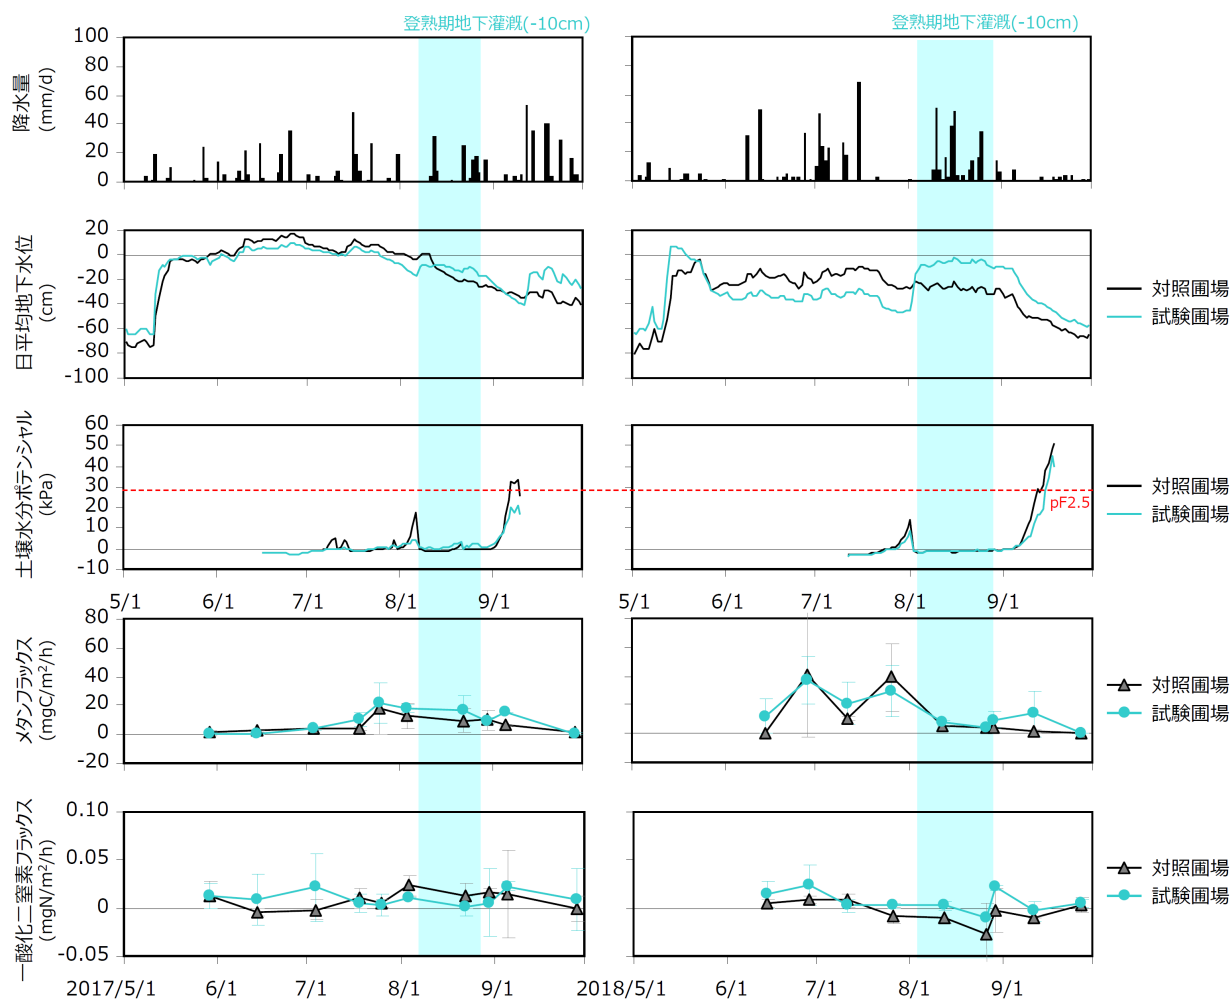 登熟期地下灌漑(-10cm)
登熟期地下灌漑(-10cm)
降水量
(mm/d)
100
80
60
40
20
0
日平均地下水位
(cm)
20
0
-20
-40
-60
-80
-100
対照圃場
試験圃場
土壌水分ポテンシャル
(kPa)
60
50
40
30
20
10
0
-10
pF2.5
対照圃場
試験圃場
5/1
6/1
7/1
8/1
9/1
5/1
6/1
7/1
8/1
9/1
メタンフラックス
(mgC/m²/h)
80
60
40
20
0
-20
対照圃場
試験圃場
一酸化二窒素フラックス
(mgN/m²/h)
0.10
0.05
0
-0.05
対照圃場
試験圃場
2017/5/1
6/1
7/1
8/1
9/1
2018/5/1
6/1
7/1
8/1
9/1